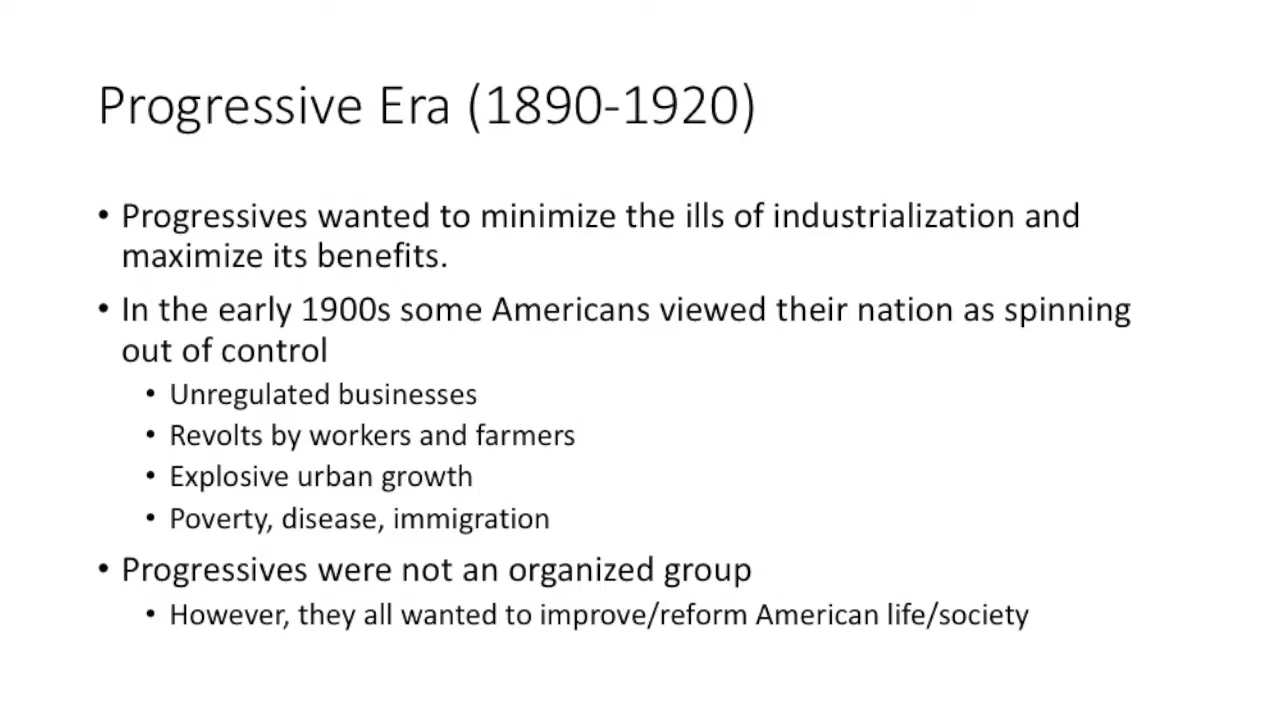 Progressive Era (1890-1920)
• Progressives wanted to minimize the ills of industrialization and
maximize its benefits.
• In the early 1900s some Americans viewed their nation as spinning
out of control
• Unregulated businesses
• Revolts by workers and farmers
• Explosive urban growth
• Poverty, disease, immigration
• Progressives were not an organized group
• However, they all wanted to improve/reform American life/society